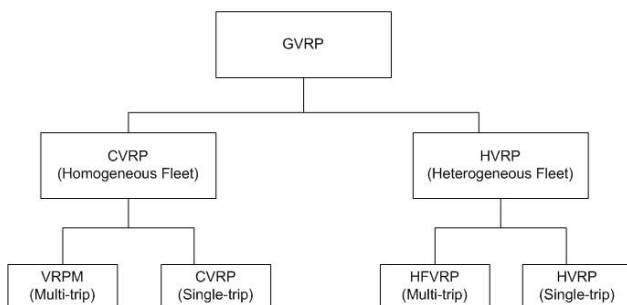 GVRP
CVRP
(Homogeneous Fleet)
HVRP
(Heterogeneous Fleet)
VRPM
(Multi-trip)
CVRP
(Single-trip)
HFVRP
(Multi-trip)
HVRP
(Single-trip)